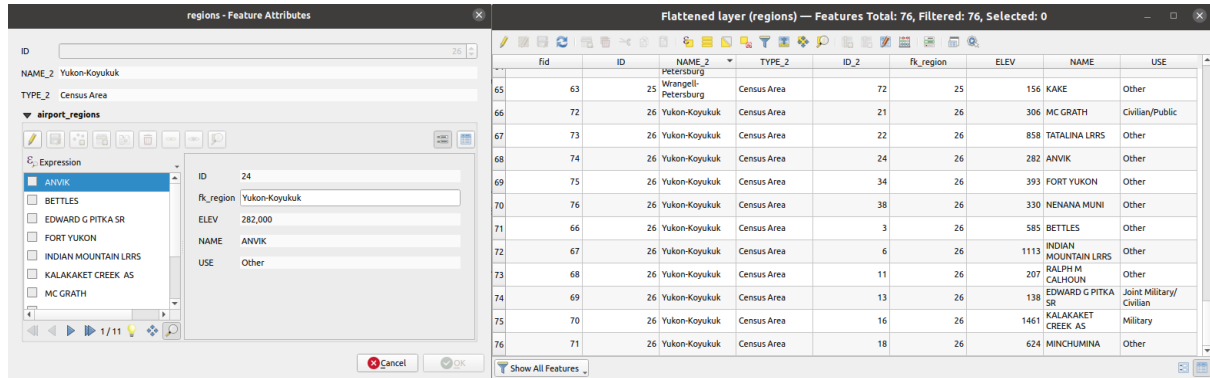 regions - Feature Attributes
ID 26
NAME_2 Yukon-Koyukuk
TYPE_2 Census Area
airport_regions
Expression
ANVIK
BETTLES
EDWARD G PITKA SR
FORT YUKON
INDIAN MOUNTAIN LRRS
KALAKAKET CREEK AS
MC GRATH
ID 24
fk_region Yukon-Koyukuk
ELEV 282,000
NAME ANVIK
USE Other
1 / 11
Cancel OK
Flattened layer (regions) — Features Total: 76, Filtered: 76, Selected: 0
fid ID NAME_2 TYPE_2 ID_2 fk_region ELEV NAME USE
Petersburg
65 63 25 Wrangell-Petersburg Census Area 72 25 156 KAKE Other
66 72 26 Yukon-Koyukuk Census Area 21 26 306 MC GRATH Civilian/Public
67 73 26 Yukon-Koyukuk Census Area 22 26 858 TATALINA LRRS Other
68 74 26 Yukon-Koyukuk Census Area 24 26 282 ANVIK Other
69 75 26 Yukon-Koyukuk Census Area 34 26 393 FORT YUKON Other
70 76 26 Yukon-Koyukuk Census Area 38 26 330 NENANA MUNI Other
71 66 26 Yukon-Koyukuk Census Area 3 26 585 BETTLES Other
72 67 26 Yukon-Koyukuk Census Area 6 26 1113 INDIAN MOUNTAIN LRRS Other
73 68 26 Yukon-Koyukuk Census Area 11 26 207 RALPH M CALHOUN Other
74 69 26 Yukon-Koyukuk Census Area 13 26 138 EDWARD G PITKA SR Joint Military/Civilian
75 70 26 Yukon-Koyukuk Census Area 16 26 1461 KALAKAKET CREEK AS Military
76 71 26 Yukon-Koyukuk Census Area 18 26 624 MINCHUMINA Other
Show All Features